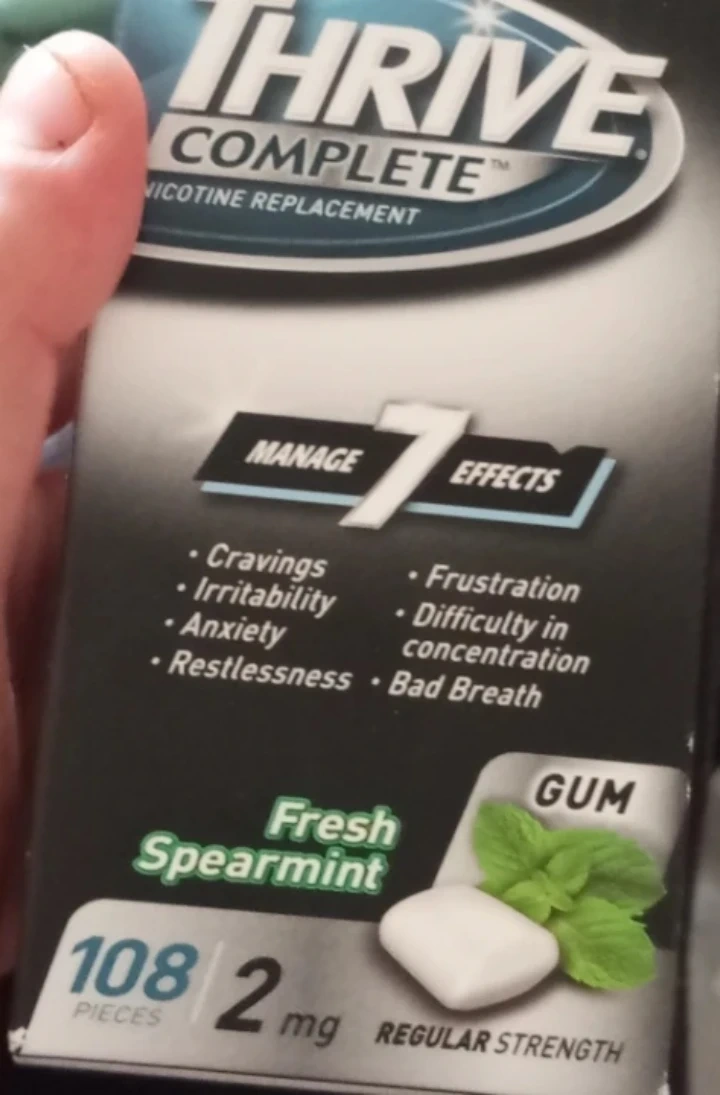 THRIVE®
COMPLETE™
NICOTINE REPLACEMENT
MANAGE 7 EFFECTS
• Cravings
• Irritability
• Anxiety
• Restlessness
• Frustration
• Difficulty in
concentration
• Bad Breath
GUM
Fresh
Spearmint
108
PIECES
2 mg
REGULAR STRENGTH